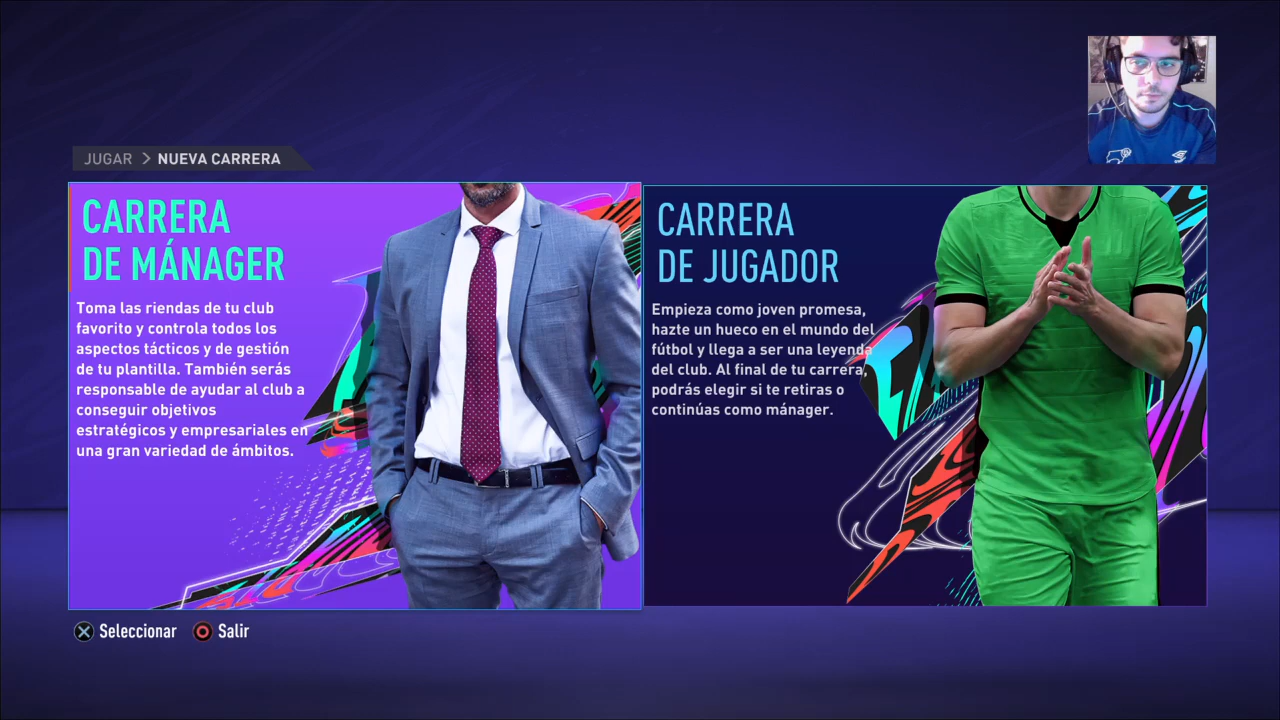 JUGAR > NUEVA CARRERA
CARRERA
DE MÁNAGER
Toma las riendas de tu club
favorito y controla todos los
aspectos tácticos y de gestión
de tu plantilla. También serás
responsable de ayudar al club a
conseguir objetivos
estratégicos y empresariales en
una gran variedad de ámbitos.
CARRERA
DE JUGADOR
Empieza como joven promesa,
hazte un hueco en el mundo del
fútbol y llega a ser una leyenda
del club. Al final de tu carrera,
podrás elegir si te retiras o
continúas como mánager.
Seleccionar
Salir